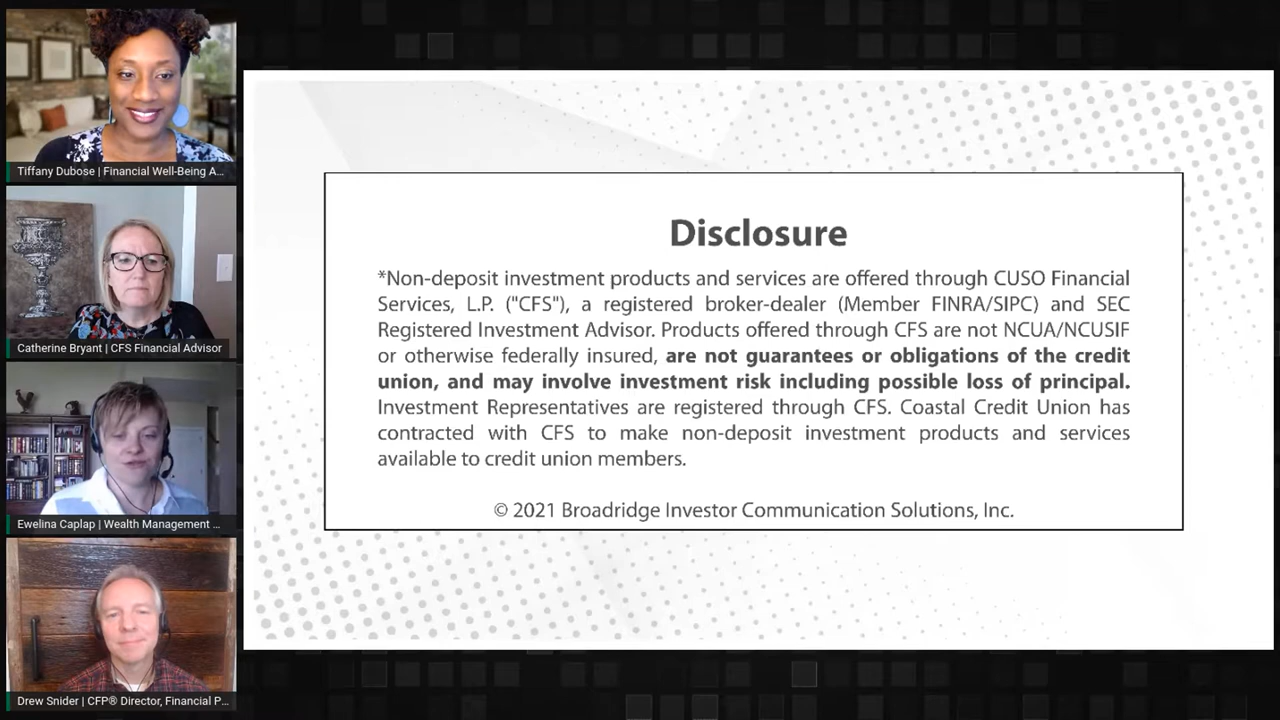 Tiffany Dubose | Financial Well-Being A...
Catherine Bryant | CFS Financial Advisor
Ewelina Caplap | Wealth Management ...
Drew Snider | CFP® Director, Financial P...
Disclosure
*Non-deposit investment products and services are offered through CUSO Financial
Services, L.P. ("CFS"), a registered broker-dealer (Member FINRA/SIPC) and SEC
Registered Investment Advisor. Products offered through CFS are not NCUA/NCUSIF
or otherwise federally insured, are not guarantees or obligations of the credit
union, and may involve investment risk including possible loss of principal.
Investment Representatives are registered through CFS. Coastal Credit Union has
contracted with CFS to make non-deposit investment products and services
available to credit union members.
© 2021 Broadridge Investor Communication Solutions, Inc.